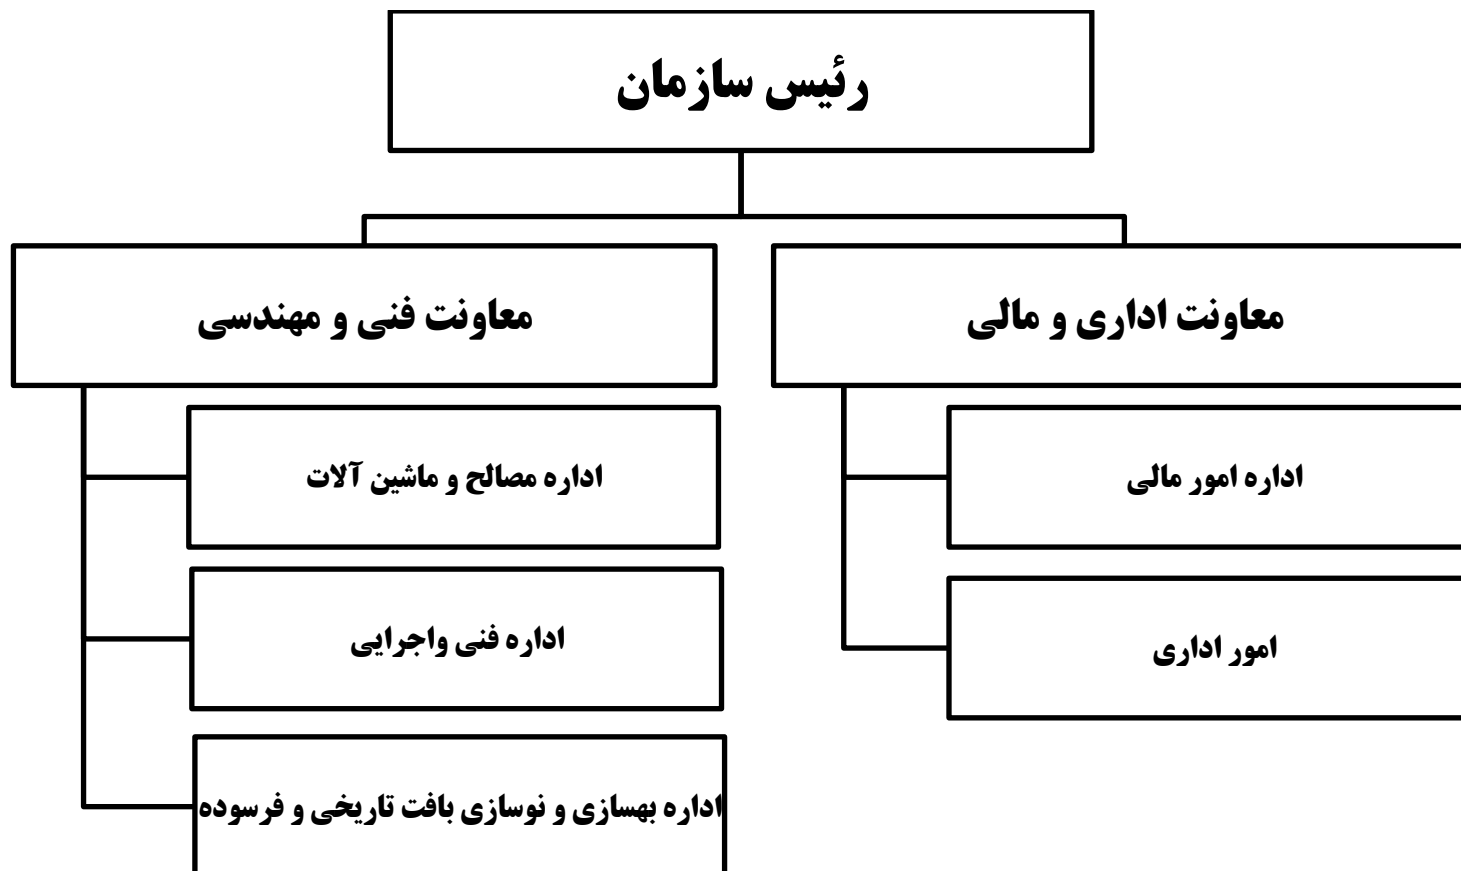 رئیس سازمان
معاونت اداری و مالی
معاونت فنی و مهندسی
اداره امور مالی
اداره مصالح و ماشین آلات
امور اداری
اداره فنی واجرایی
اداره بهسازی و نوسازی بافت تاریخی و فرسوده